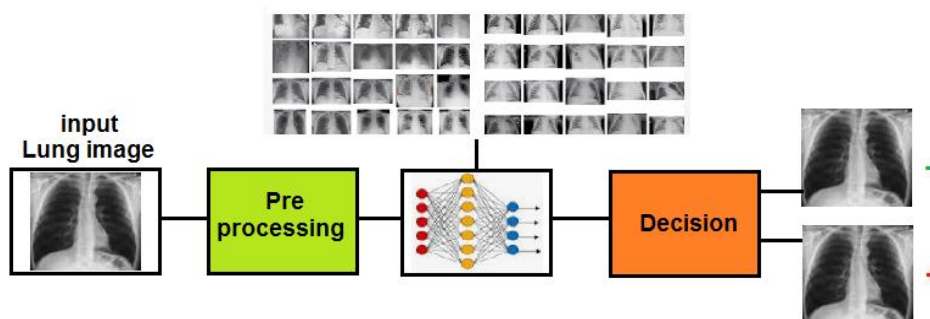 input
Lung image
Pre
processing
Decision